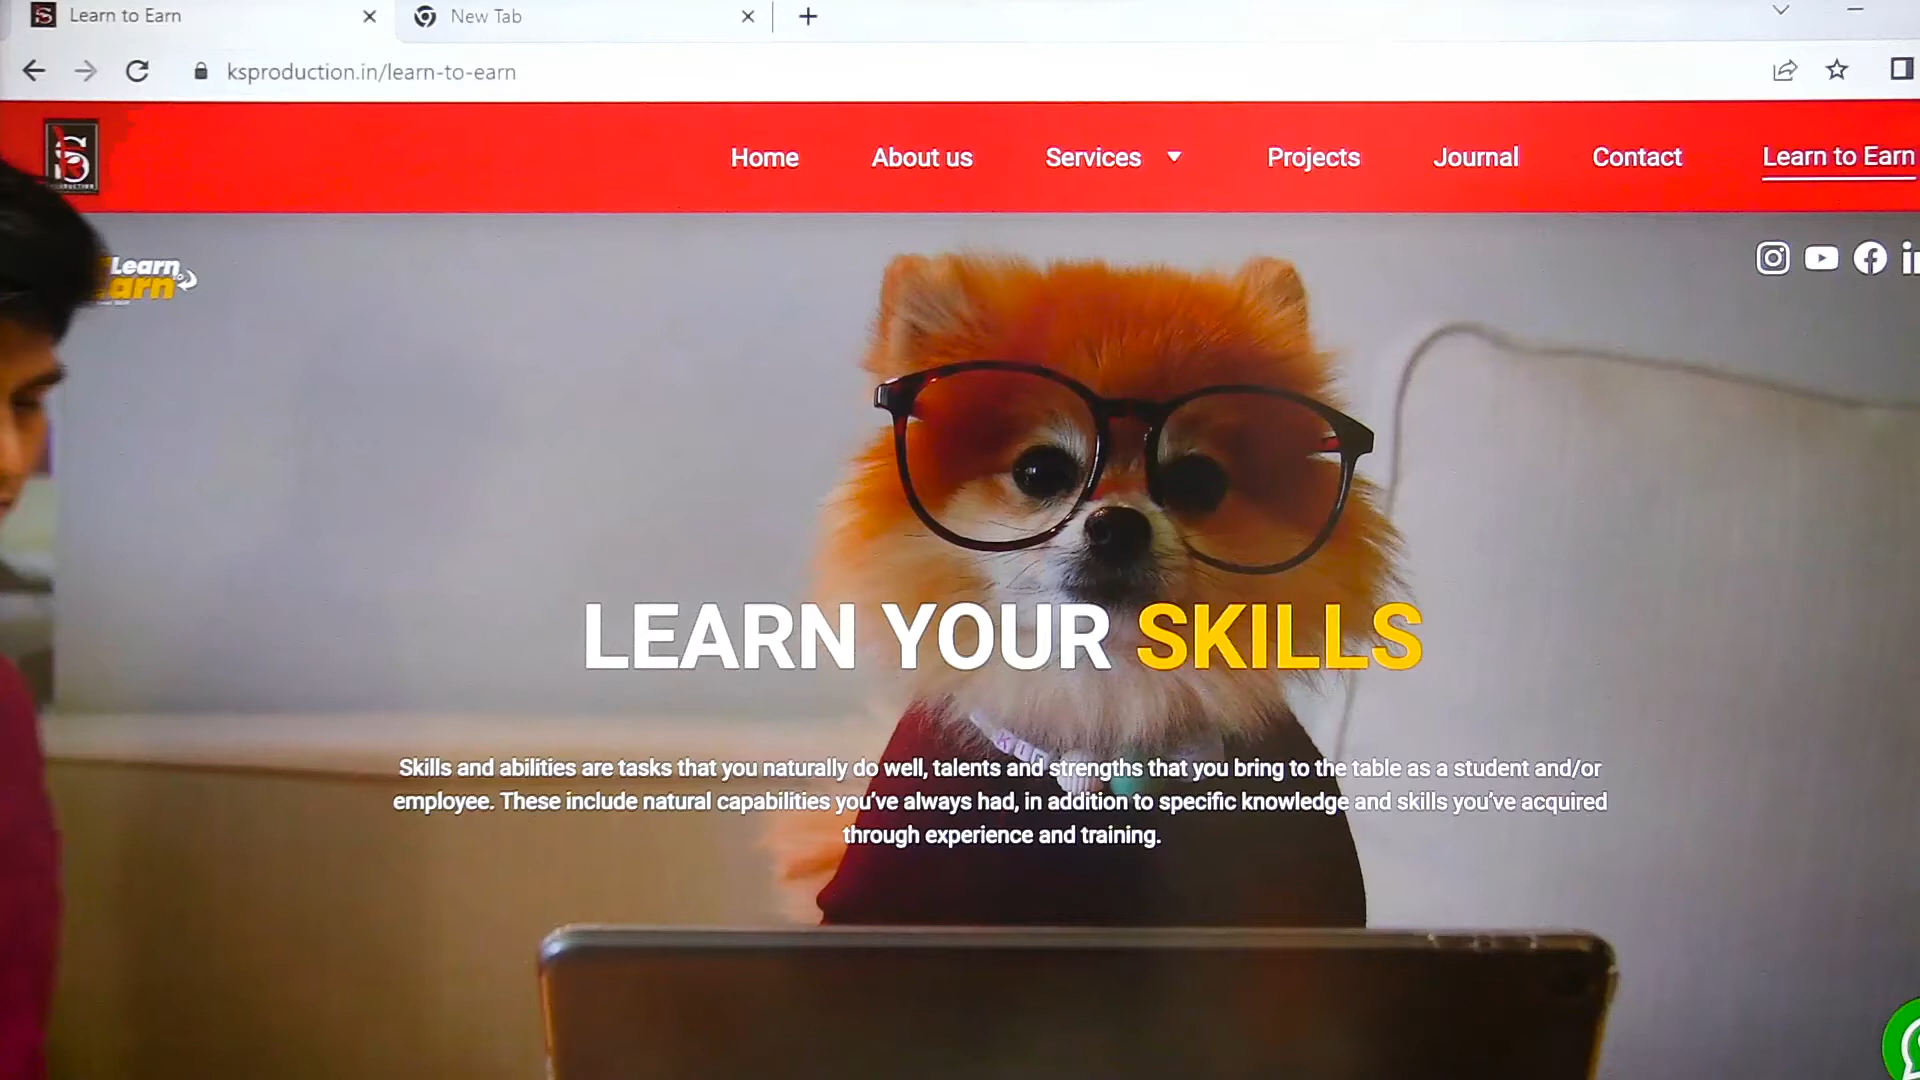 Learn to Earn
New Tab
ksproduction.in/learn-to-earn
Home About us Services Projects Journal Contact Learn to Earn
Learn
arn
LEARN YOUR SKILLS
Skills and abilities are tasks that you naturally do well, talents and strengths that you bring to the table as a student and/or
employee. These include natural capabilities you’ve always had, in addition to specific knowledge and skills you’ve acquired
through experience and training.